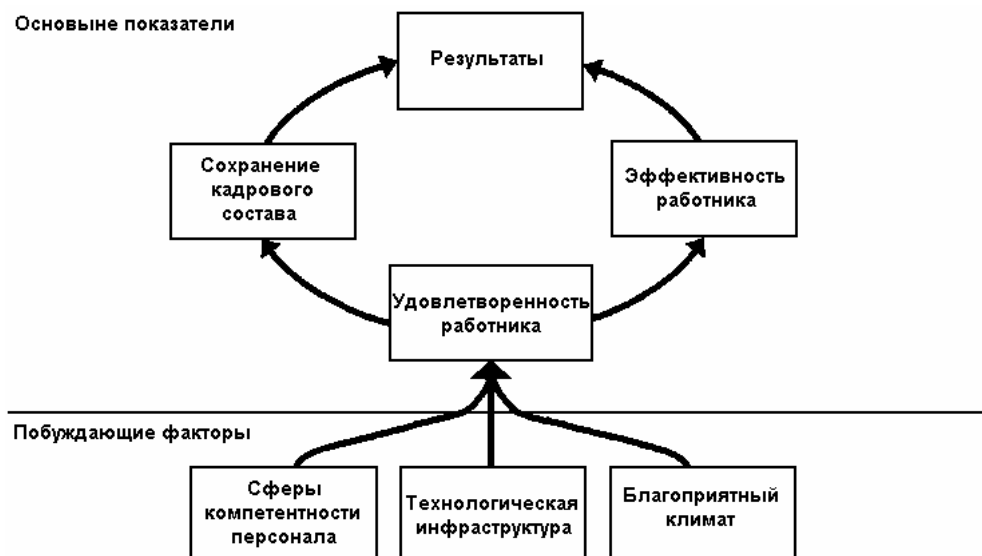 Основыне показатели
Результаты
Сохранение
кадрового
состава
Эффективность
работника
Удовлетворенность
работника
Побуждающие факторы
Сферы
компетентности
персонала
Технологическая
инфраструктура
Благоприятный
климат